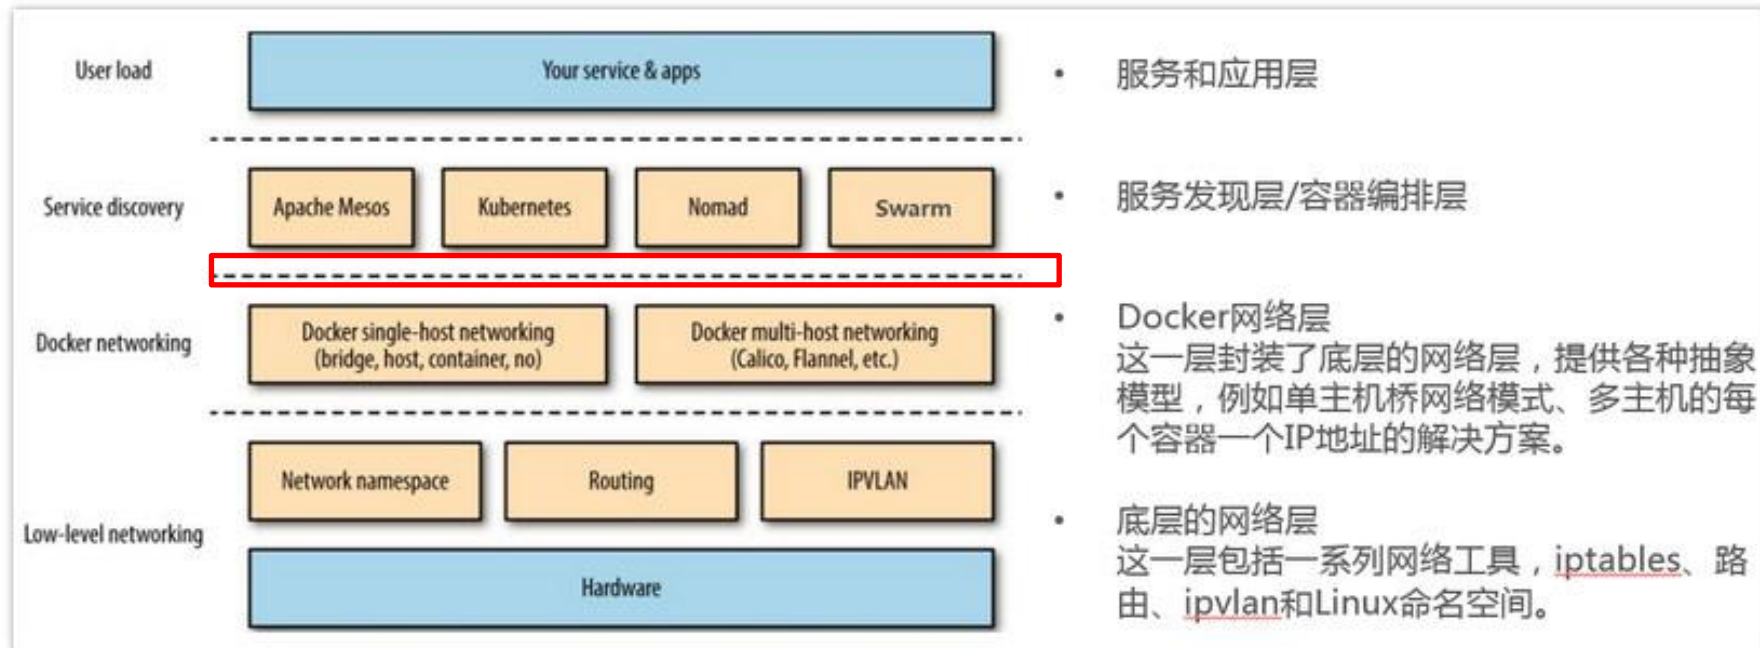 User load
Your service & apps
• 服务和应用层
Service discovery
Apache Mesos
Kubernetes
Nomad
Swarm
• 服务发现层/容器编排层
Docker networking
Docker single-host networking
(bridge, host, container, no)
Docker multi-host networking
(Calico, Flannel, etc.)
• Docker网络层
这一层封装了底层的网络层，提供各种抽象
模型，例如单主机桥网络模式、多主机的每
个容器一个IP地址的解决方案。
Low-level networking
Network namespace
Routing
IPVLAN
Hardware
• 底层的网络层
这一层包括一系列网络工具，iptables、路
由、ipvlan和Linux命名空间。